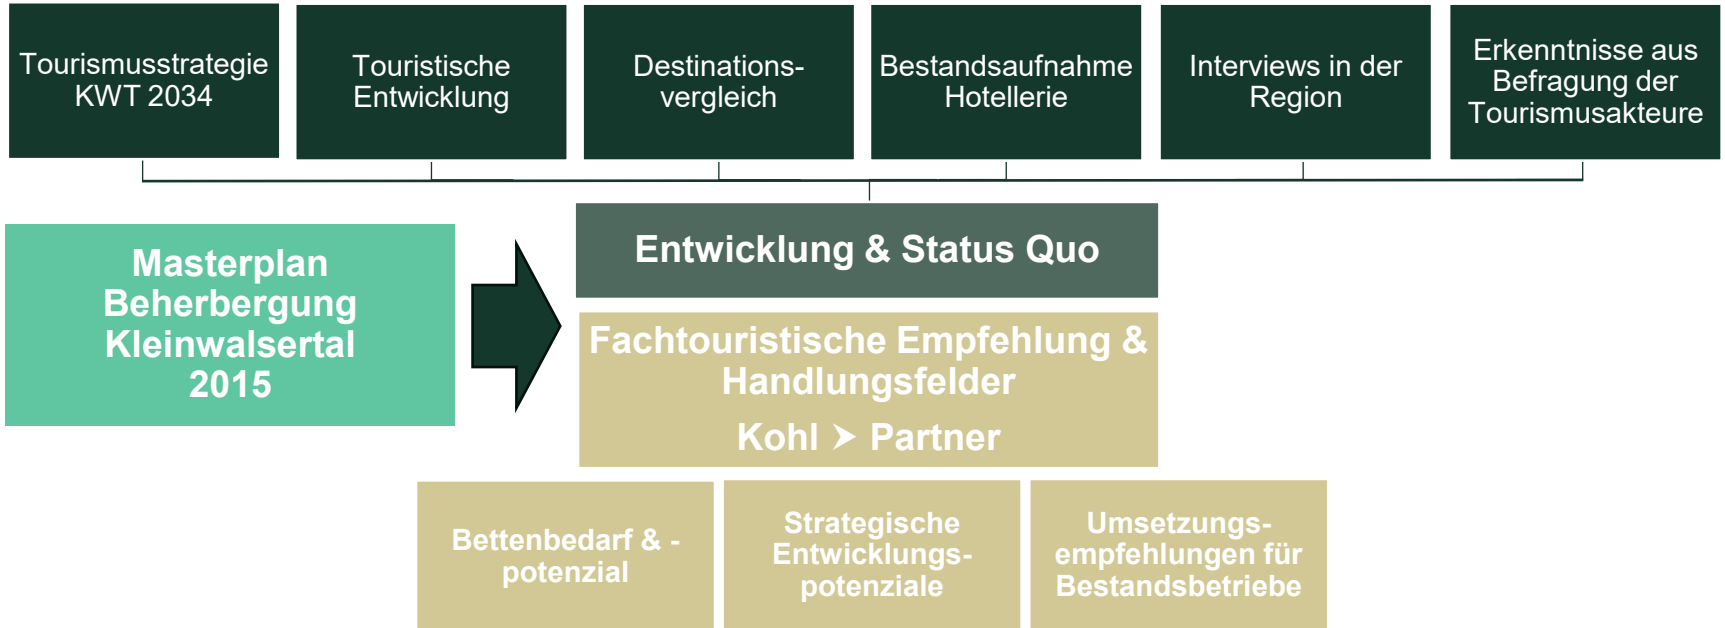 Tourismusstrategie
KWT 2034
Touristische
Entwicklung
Destinations-
vergleich
Bestandsaufnahme
Hotellerie
Interviews in der
Region
Erkenntnisse aus
Befragung der
Tourismusakteure
Masterplan
Beherbergung
Kleinwalsertal
2015
Entwicklung & Status Quo
Fachtouristische Empfehlung &
Handlungsfelder
Kohl ➤ Partner
Bettenbedarf & -
potenzial
Strategische
Entwicklungs-
potenziale
Umsetzungs-
empfehlungen für
Bestandsbetriebe